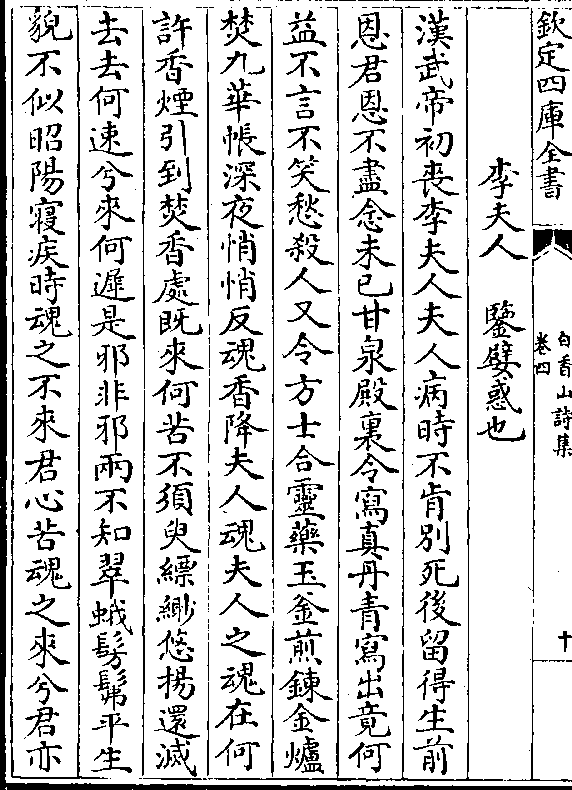 欽定四庫全書
白香山詩集
卷四
十
李夫人　鑒嬖惑也
漢武帝初喪李夫人夫人病時不肯別死後留得生前
恩君恩不盡念未已甘泉殿裏令寫真丹青寫出竟何
益不言不笑愁殺人又令方士合靈藥玉釜煎鍊金爐
焚九華帳深夜悄悄反魂香降夫人魂夫人之魂在何
許香煙引到焚香處既來何苦不須臾縹緲悠揚還滅
去去何速兮來何遲是邪非邪兩不知翠蛾髣髴平生
貌不似昭陽寢疾時魂之不來君心苦魂之來兮君亦